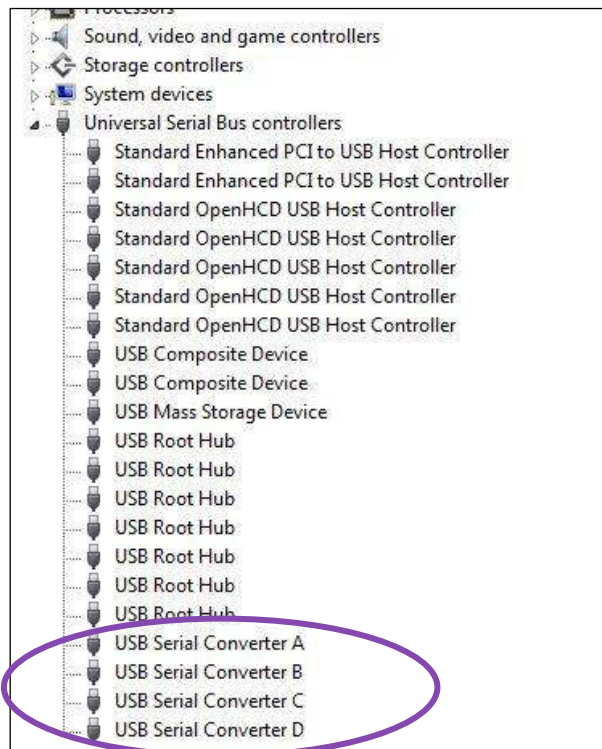 Processors
Sound, video and game controllers
Storage controllers
System devices
Universal Serial Bus controllers
Standard Enhanced PCI to USB Host Controller
Standard Enhanced PCI to USB Host Controller
Standard OpenHCD USB Host Controller
Standard OpenHCD USB Host Controller
Standard OpenHCD USB Host Controller
Standard OpenHCD USB Host Controller
Standard OpenHCD USB Host Controller
USB Composite Device
USB Composite Device
USB Mass Storage Device
USB Root Hub
USB Root Hub
USB Root Hub
USB Root Hub
USB Root Hub
USB Root Hub
USB Root Hub
USB Serial Converter A
USB Serial Converter B
USB Serial Converter C
USB Serial Converter D